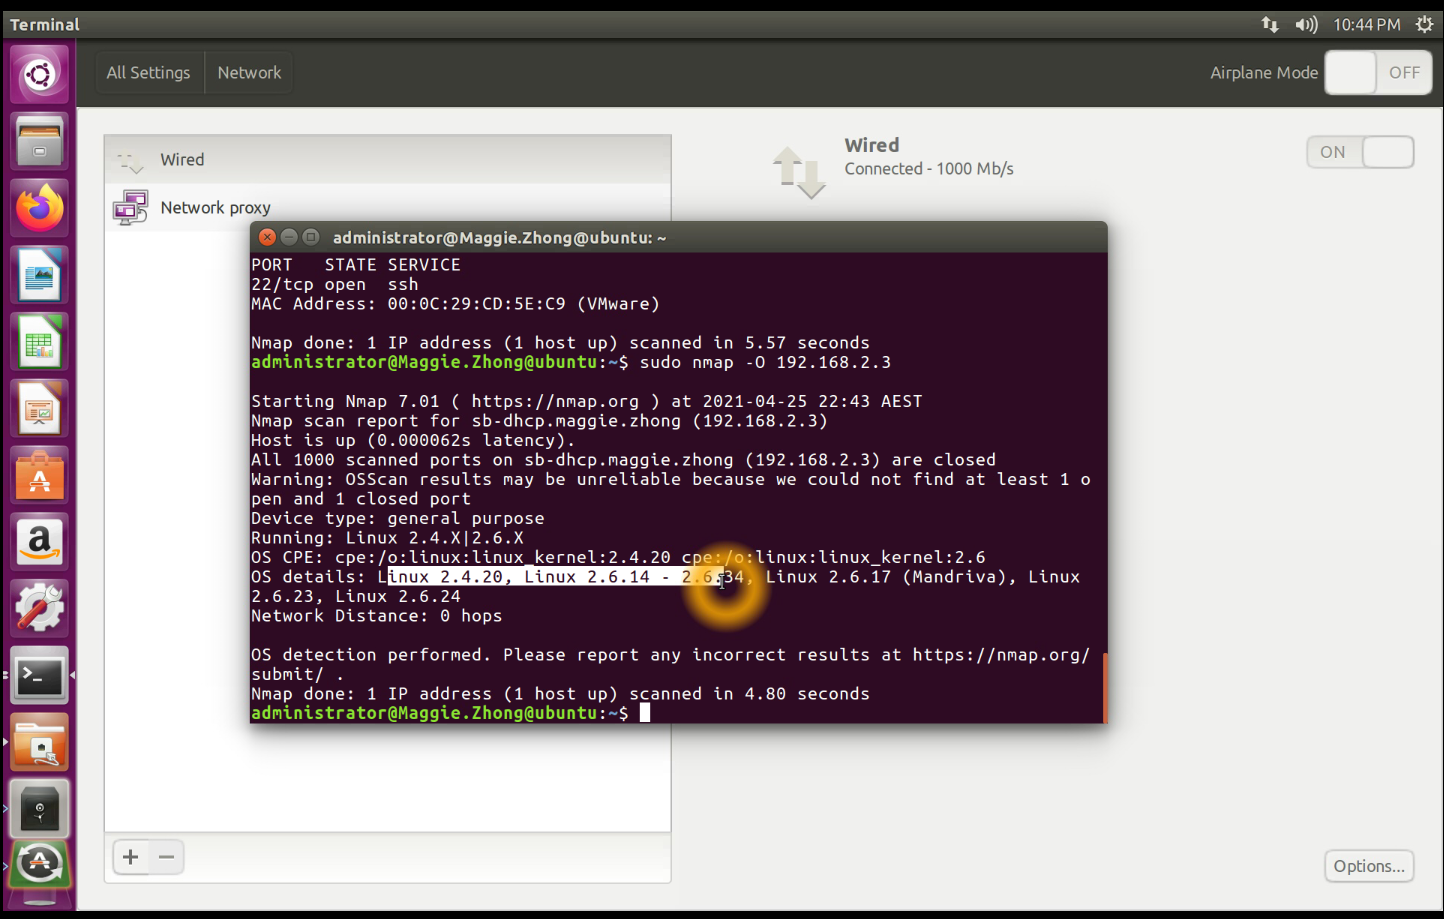 Terminal
10:44 PM
All Settings
Network
Airplane Mode
OFF
Wired
Network proxy
Wired
Connected - 1000 Mb/s
ON
administrator@Maggie.Zhong@ubuntu: ~
PORT   STATE SERVICE
22/tcp open  ssh
MAC Address: 00:0C:29:CD:5E:C9 (VMware)
Nmap done: 1 IP address (1 host up) scanned in 5.57 seconds
administrator@Maggie.Zhong@ubuntu:~$ sudo nmap -O 192.168.2.3
Starting Nmap 7.01 ( https://nmap.org ) at 2021-04-25 22:43 AEST
Nmap scan report for sb-dhcp.maggie.zhong (192.168.2.3)
Host is up (0.000062s latency).
All 1000 scanned ports on sb-dhcp.maggie.zhong (192.168.2.3) are closed
Warning: OSScan results may be unreliable because we could not find at least 1 o
pen and 1 closed port
Device type: general purpose
Running: Linux 2.4.X|2.6.X
OS CPE: cpe:/o:linux:linux_kernel:2.4.20 cpe:/o:linux:linux_kernel:2.6
OS details: Linux 2.4.20, Linux 2.6.14 - 2.6.34, Linux 2.6.17 (Mandriva), Linux
2.6.23, Linux 2.6.24
Network Distance: 0 hops
OS detection performed. Please report any incorrect results at https://nmap.org/
submit/ .
Nmap done: 1 IP address (1 host up) scanned in 4.80 seconds
administrator@Maggie.Zhong@ubuntu:~$
Options...